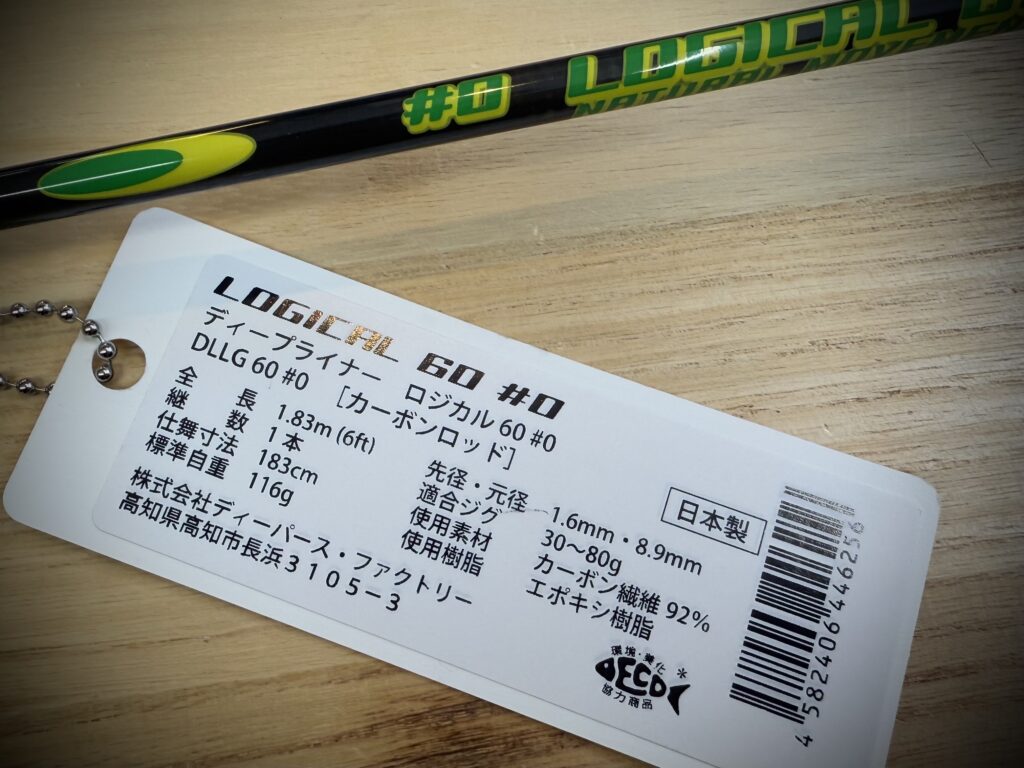 #0 LOGICAL
NATURAL
LOGICAL 60 #0
ディープライナー ロジカル 60 #0
DLLG 60 #0 [カーボンロッド]
全長 1.83m (6ft)
継数 1本
仕舞寸法 183cm
標準自重 116g
先径・元径 1.6mm・8.9mm
適合ジグ 30～80g
使用素材 カーボン繊維 92%
使用樹脂 エポキシ樹脂
日本製
株式会社ディーパース・ファクトリー
高知県高知市長浜３１０５－３
環境・美化
ECO
協力商品
4582406446256